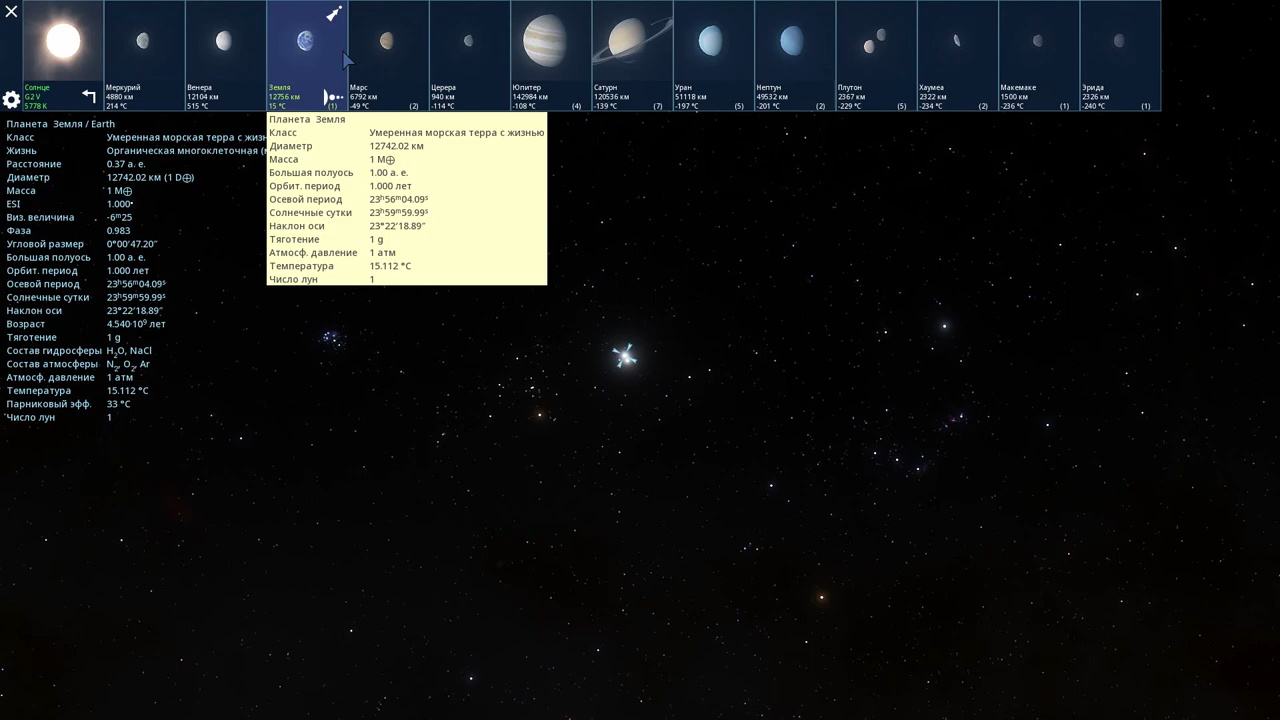 Солнце
G2 V
5778 K
Меркурий
4880 км
214 °C
Венера
12104 км
515 °C
Земля
12756 км
15 °C (1)
Марс
6792 км
-49 °C (2)
Церера
940 км
-114 °C
Юпитер
142984 км
-108 °C (4)
Сатурн
120536 км
-139 °C (7)
Уран
51118 км
-197 °C (5)
Нептун
49532 км
-201 °C (2)
Плутон
2367 км
-229 °C (5)
Хаумеа
2322 км
-234 °C (2)
Макемаке
1500 км
-236 °C (1)
Эрида
2326 км
-240 °C (1)
Планета Земля / Earth
Класс Умеренная морская терра с жизн
Жизнь Органическая многоклеточная (
Расстояние 0.37 а. е.
Диаметр 12742.02 км (1 D⊕)
Масса 1 M⊕
ESI 1.000
Виз. величина -6ᵐ25
Фаза 0.983
Угловой размер 0°00′47.20″
Большая полуось 1.00 а. е.
Орбит. период 1.000 лет
Осевой период 23ʰ56ᵐ04.09ˢ
Солнечные сутки 23ʰ59ᵐ59.99ˢ
Наклон оси 23°22′18.89″
Возраст 4.540·10⁹ лет
Тяготение 1 g
Состав гидросферы H₂O, NaCl
Состав атмосферы N₂, O₂, Ar
Атмосф. давление 1 атм
Температура 15.112 °C
Парниковый эфф. 33 °C
Число лун 1
Планета Земля
Класс Умеренная морская терра с жизнью
Диаметр 12742.02 км
Масса 1 M⊕
Большая полуось 1.00 а. е.
Орбит. период 1.000 лет
Осевой период 23ʰ56ᵐ04.09ˢ
Солнечные сутки 23ʰ59ᵐ59.99ˢ
Наклон оси 23°22′18.89″
Тяготение 1 g
Атмосф. давление 1 атм
Температура 15.112 °C
Число лун 1